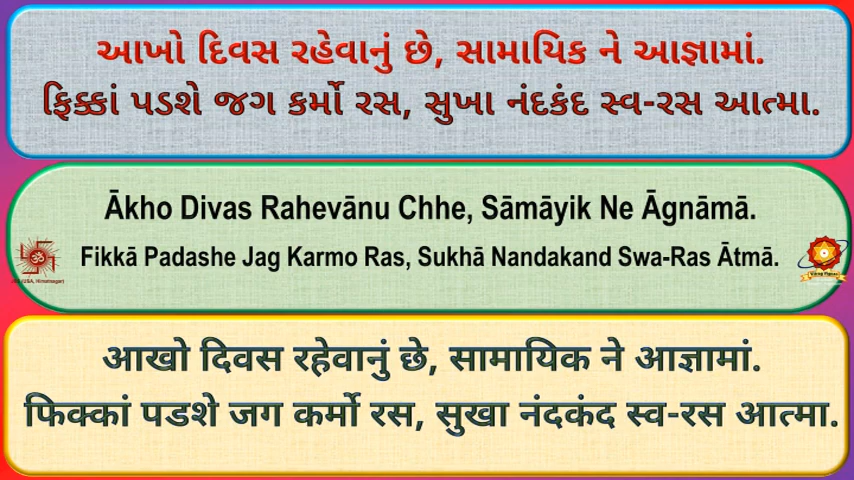 આખો દિવસ રહેવાનું છે, સામાયિક ને આજ્ઞામાં.
ફિક્કાં પડશે જગ કર્મો રસ, સુખા નંદકંદ સ્વ-રસ આત્મા.
Ākho Divas Rahevānu Chhe, Sāmāyik Ne Āgnāmā.
Fikkā Padashe Jag Karmo Ras, Sukhā Nandakand Swa-Ras Ātmā.
(USA, Himatnagar)
आखो दिवस रहेवानुं छे, सामायिक ने आज्ञामां.
फिक्कां पडशे जग कर्मो रस, सुखा नंदकंद स्व-रस आत्मा.